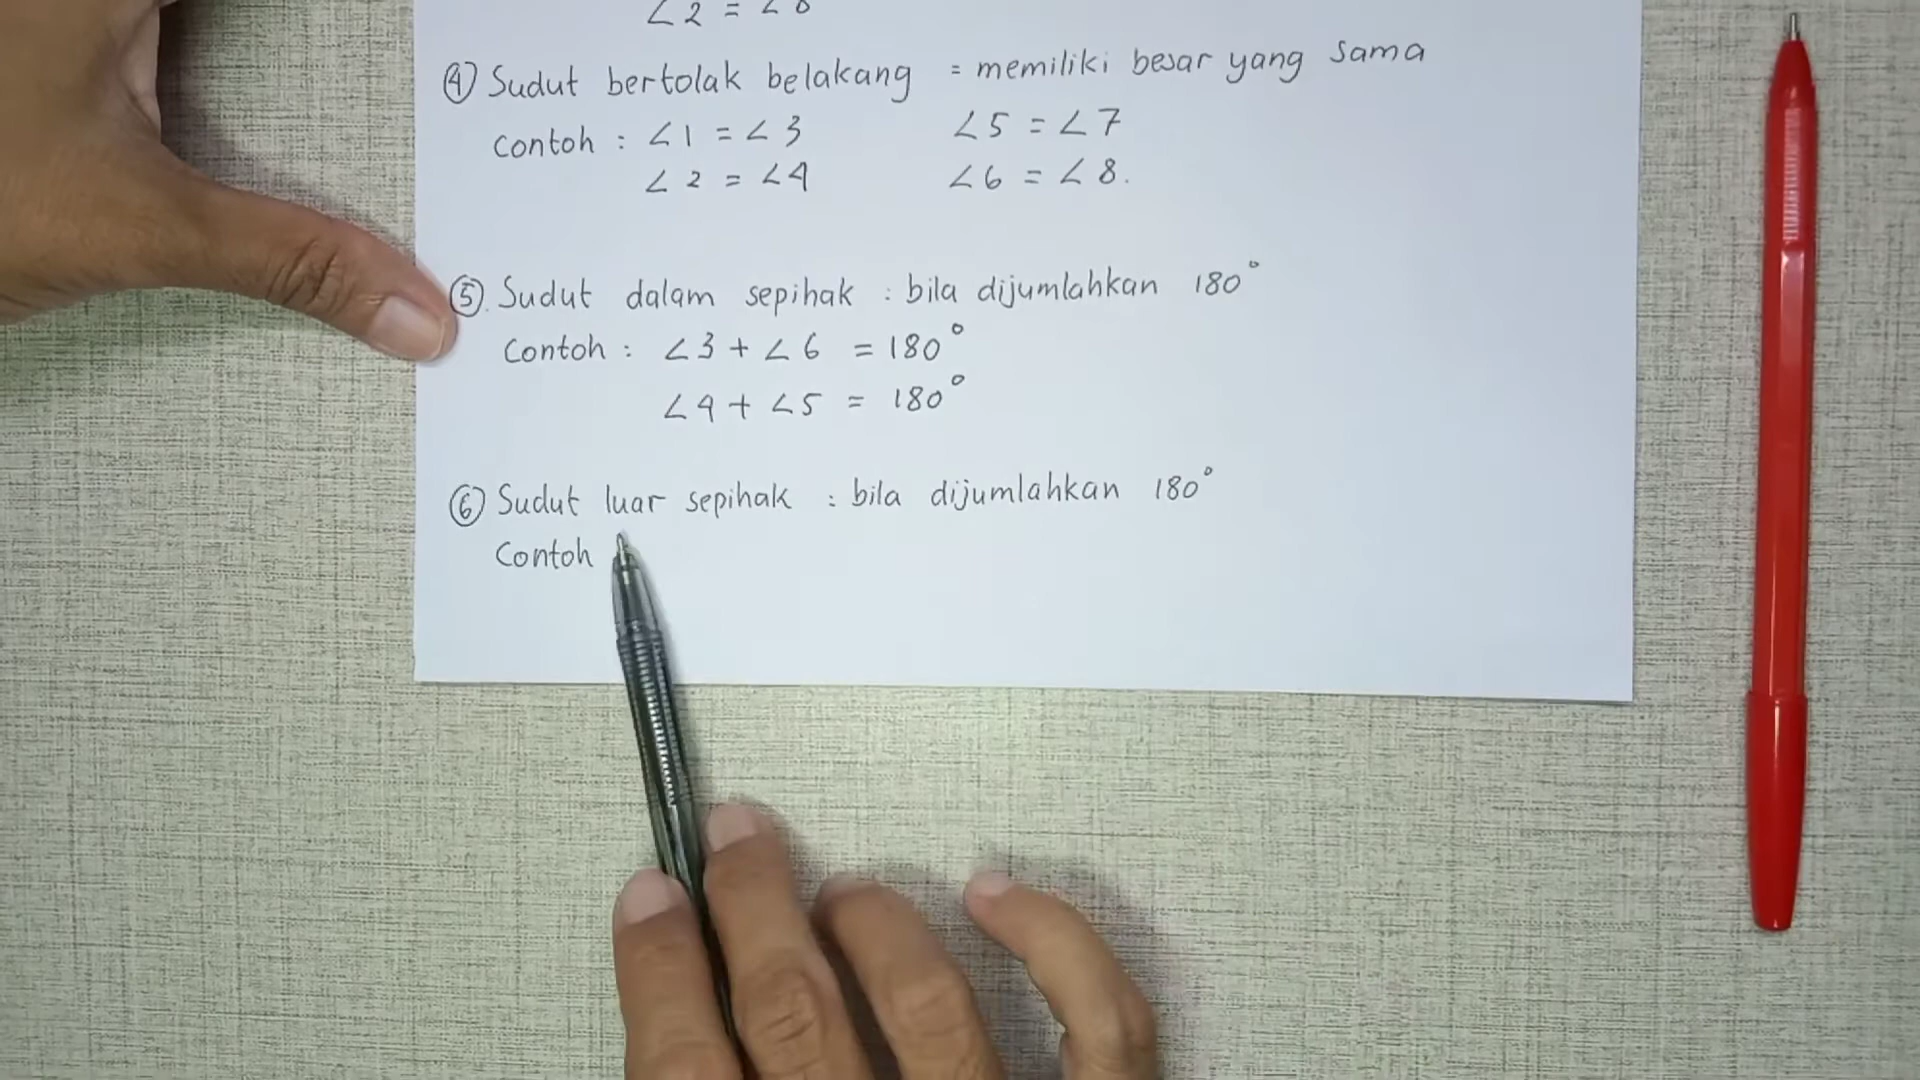 ∠2 = ∠8
④ Sudut bertolak belakang = memiliki besar yang sama
Contoh : ∠1 = ∠3 ∠5 = ∠7
∠2 = ∠4 ∠6 = ∠8.
⑤. Sudut dalam sepihak : bila dijumlahkan 180°
Contoh : ∠3 + ∠6 = 180°
∠4 + ∠5 = 180°
⑥ Sudut luar sepihak : bila dijumlahkan 180°
Contoh